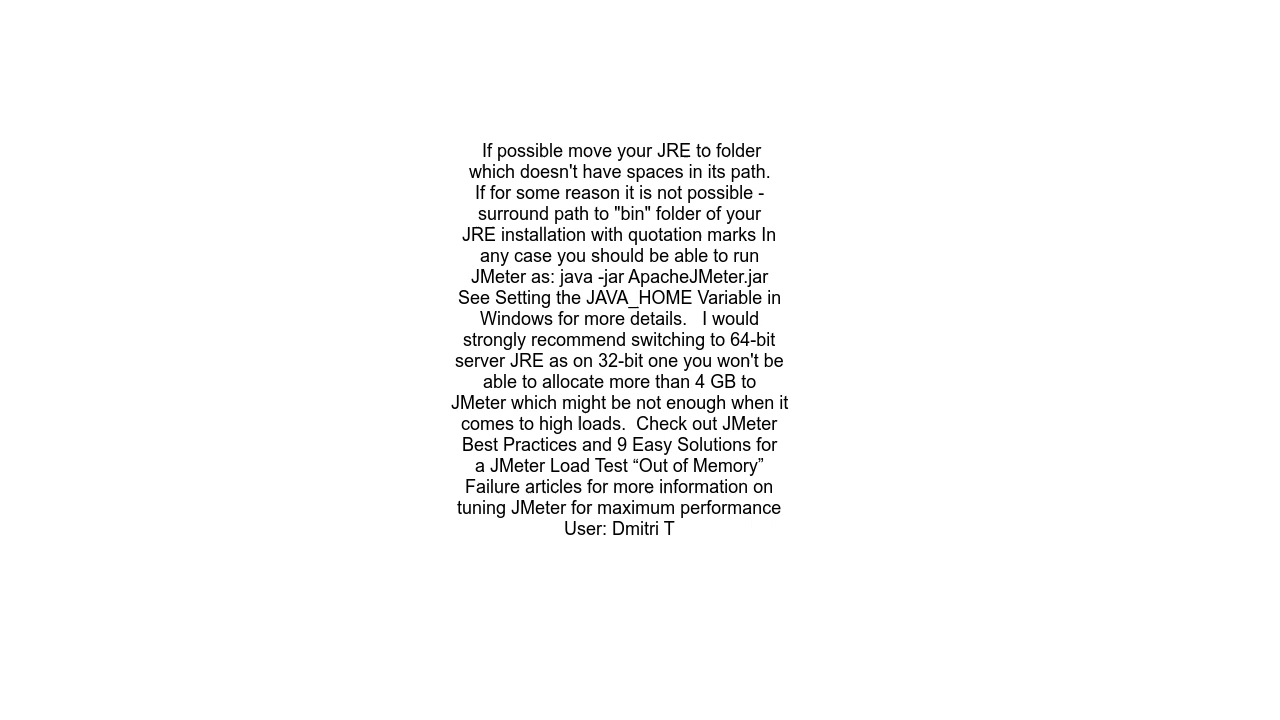 If possible move your JRE to folder
which doesn't have spaces in its path.
If for some reason it is not possible -
surround path to "bin" folder of your
JRE installation with quotation marks In
any case you should be able to run
JMeter as: java -jar ApacheJMeter.jar
See Setting the JAVA_HOME Variable in
Windows for more details.   I would
strongly recommend switching to 64-bit
server JRE as on 32-bit one you won't be
able to allocate more than 4 GB to
JMeter which might be not enough when it
comes to high loads.  Check out JMeter
Best Practices and 9 Easy Solutions for
a JMeter Load Test “Out of Memory”
Failure articles for more information on
tuning JMeter for maximum performance
User: Dmitri T